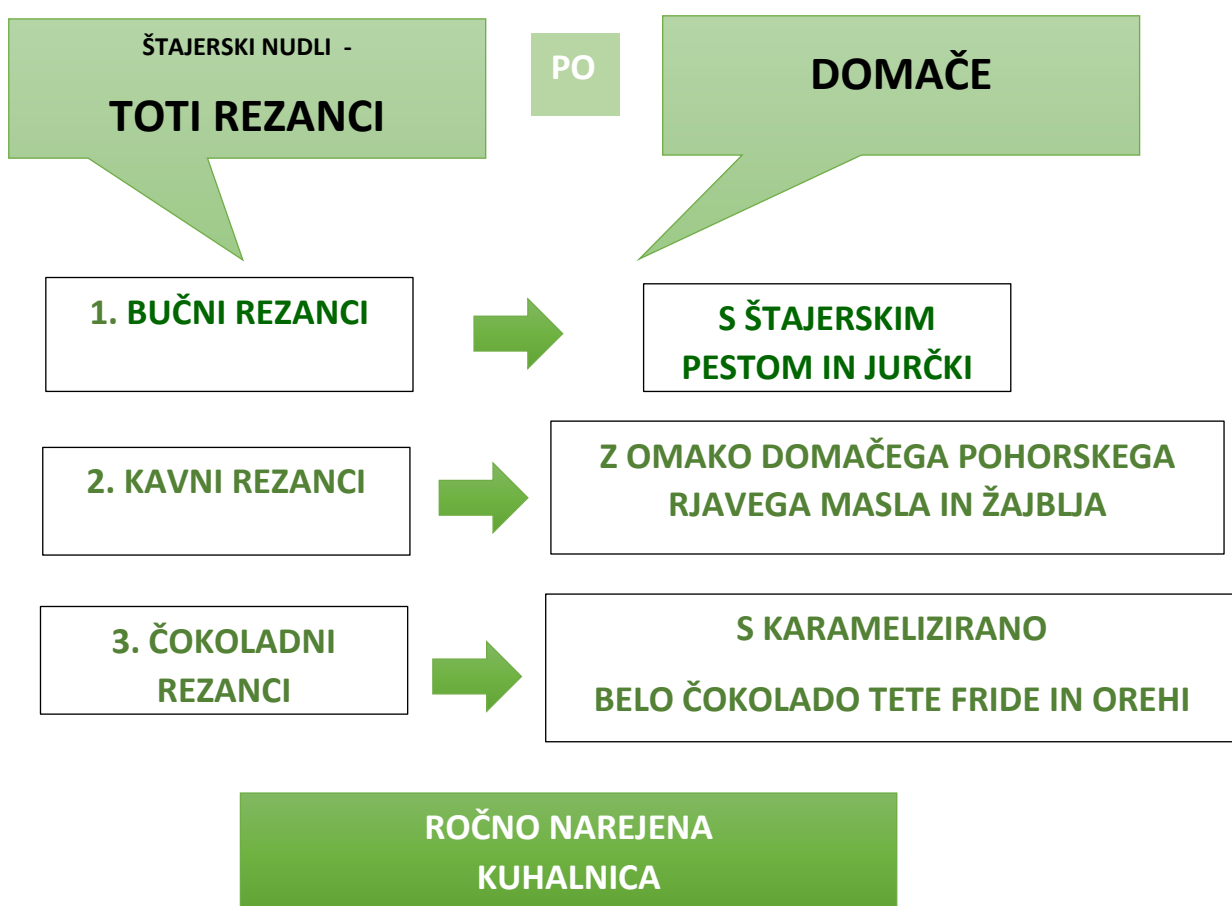 ŠTAJERSKI NUDLI -
TOTI REZANCI
PO
DOMAČE
1. BUČNI REZANCI
S ŠTAJERSKIM
PESTOM IN JURČKI
2. KAVNI REZANCI
Z OMAKO DOMAČEGA POHORSKEGA
RJAVEGA MASLA IN ŽAJBLJA
3. ČOKOLADNI
REZANCI
S KARAMELIZIRANO
BELO ČOKOLADO TETE FRIDE IN OREHI
ROČNO NAREJENA
KUHALNICA